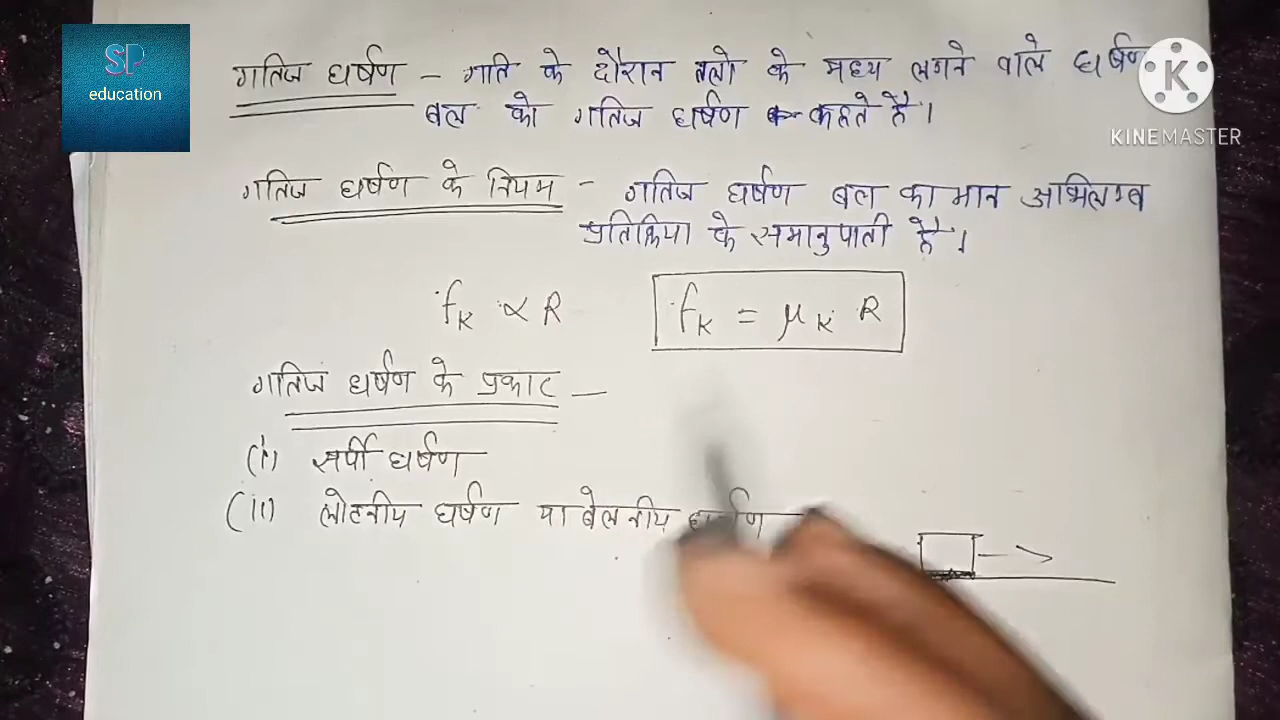 SP
education
KINEMASTER
गतिज घर्षण - गति के दौरान तलो के मध्य लगने वाले घर्षण
बल को गतिज घर्षण कहते है।
गतिज घर्षण के नियम - गतिज घर्षण बल का मान अभिलम्ब
प्रतिक्रिया के समानुपाती है।
fK ∝ R fK = μK R
गतिज घर्षण के प्रकार -
(i) सर्पी घर्षण
(ii) लोटनीय घर्षण या बेलनीय घर्षण